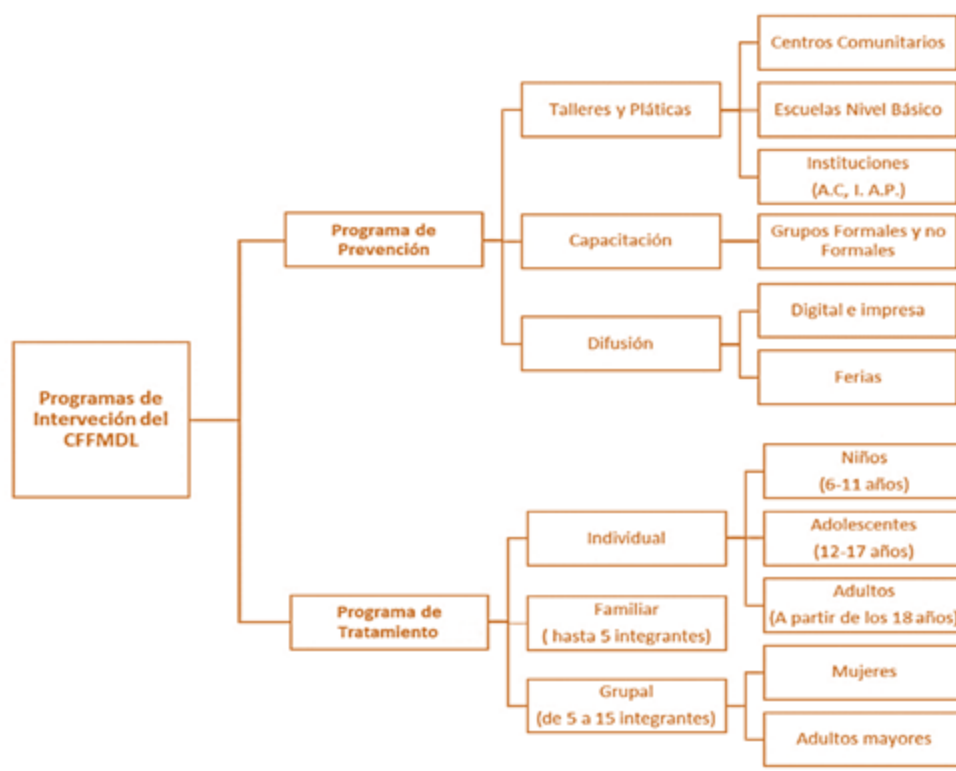 Programas de
Interveción del
CFFMDL
Programa de
Prevención
Talleres y Pláticas
Centros Comunitarios
Escuelas Nivel Básico
Instituciones
(A.C, I. A.P.)
Capacitación
Grupos Formales y no
Formales
Difusión
Digital e impresa
Ferias
Programa de
Tratamiento
Individual
Niños
(6-11 años)
Adolescentes
(12-17 años)
Adultos
(A partir de los 18 años)
Familiar
( hasta 5 integrantes)
Grupal
(de 5 a 15 integrantes)
Mujeres
Adultos mayores